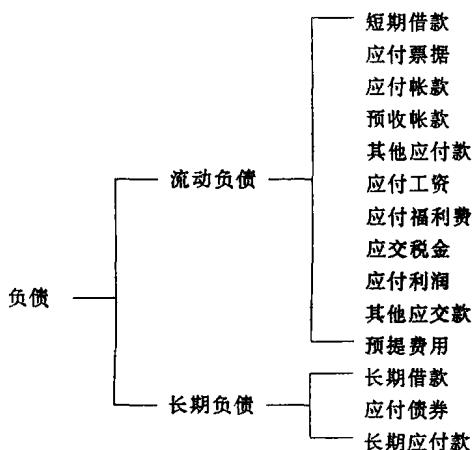 短期借款
应付票据
应付帐款
预收帐款
其他应付款
流动负债
应付工资
应付福利费
应交税金
应付利润
负债
其他应交款
预提费用
长期借款
长期负债
应付债券
长期应付款